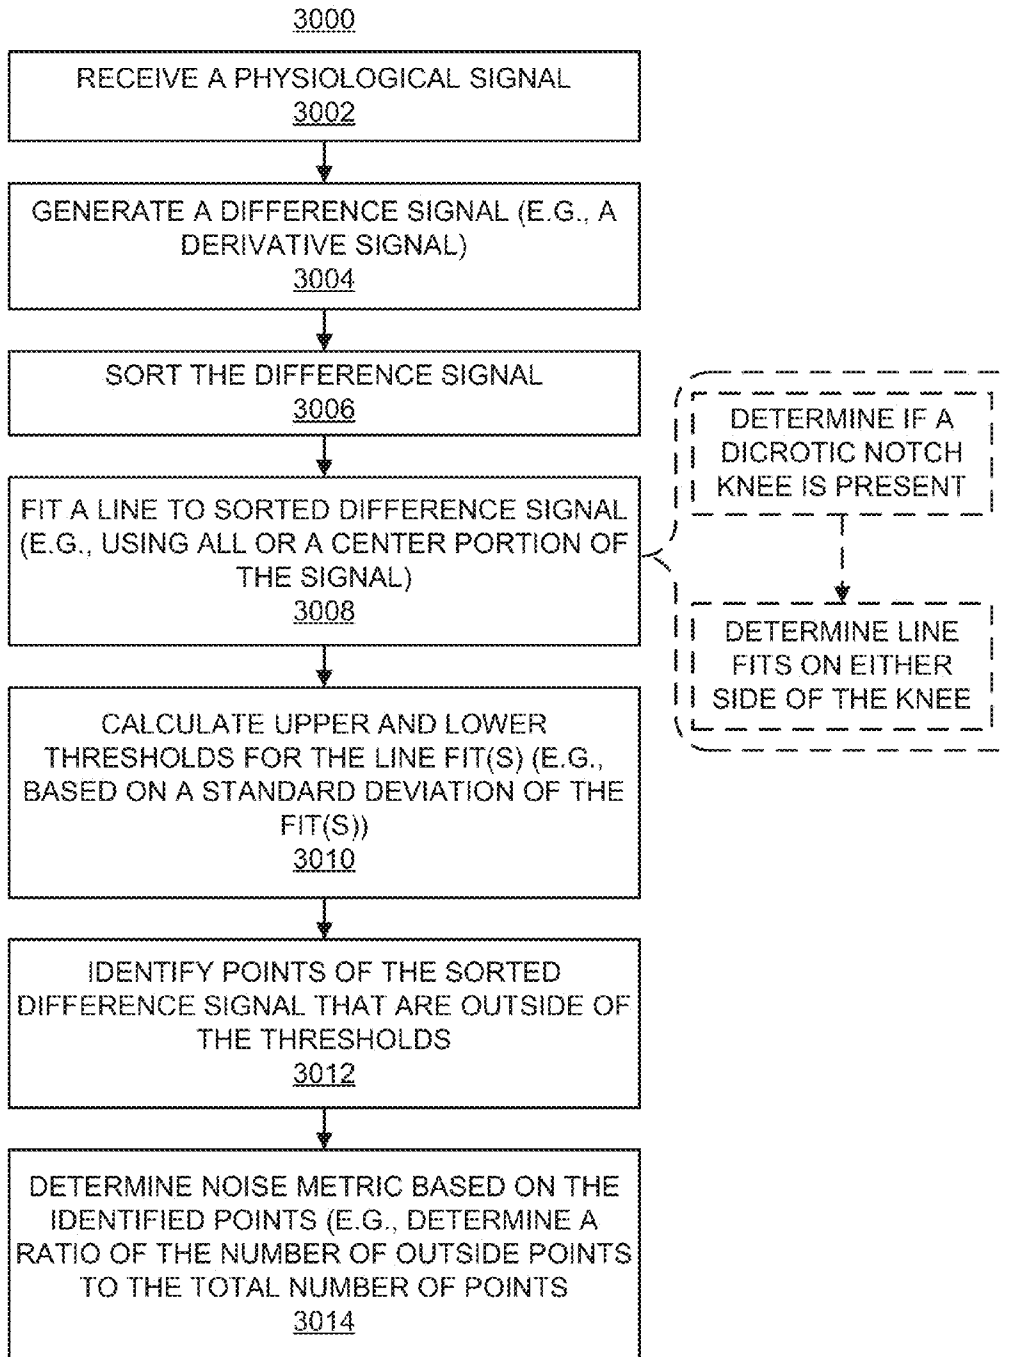 3000
RECEIVE A PHYSIOLOGICAL SIGNAL
3002
GENERATE A DIFFERENCE SIGNAL (E.G., A
DERIVATIVE SIGNAL)
3004
SORT THE DIFFERENCE SIGNAL
3006
FIT A LINE TO SORTED DIFFERENCE SIGNAL
(E.G., USING ALL OR A CENTER PORTION OF
THE SIGNAL)
3008
DETERMINE IF A
DICROTIC NOTCH
KNEE IS PRESENT
DETERMINE LINE
FITS ON EITHER
SIDE OF THE KNEE
CALCULATE UPPER AND LOWER
THRESHOLDS FOR THE LINE FIT(S) (E.G.,
BASED ON A STANDARD DEVIATION OF THE
FIT(S))
3010
IDENTIFY POINTS OF THE SORTED
DIFFERENCE SIGNAL THAT ARE OUTSIDE OF
THE THRESHOLDS
3012
DETERMINE NOISE METRIC BASED ON THE
IDENTIFIED POINTS (E.G., DETERMINE A
RATIO OF THE NUMBER OF OUTSIDE POINTS
TO THE TOTAL NUMBER OF POINTS
3014